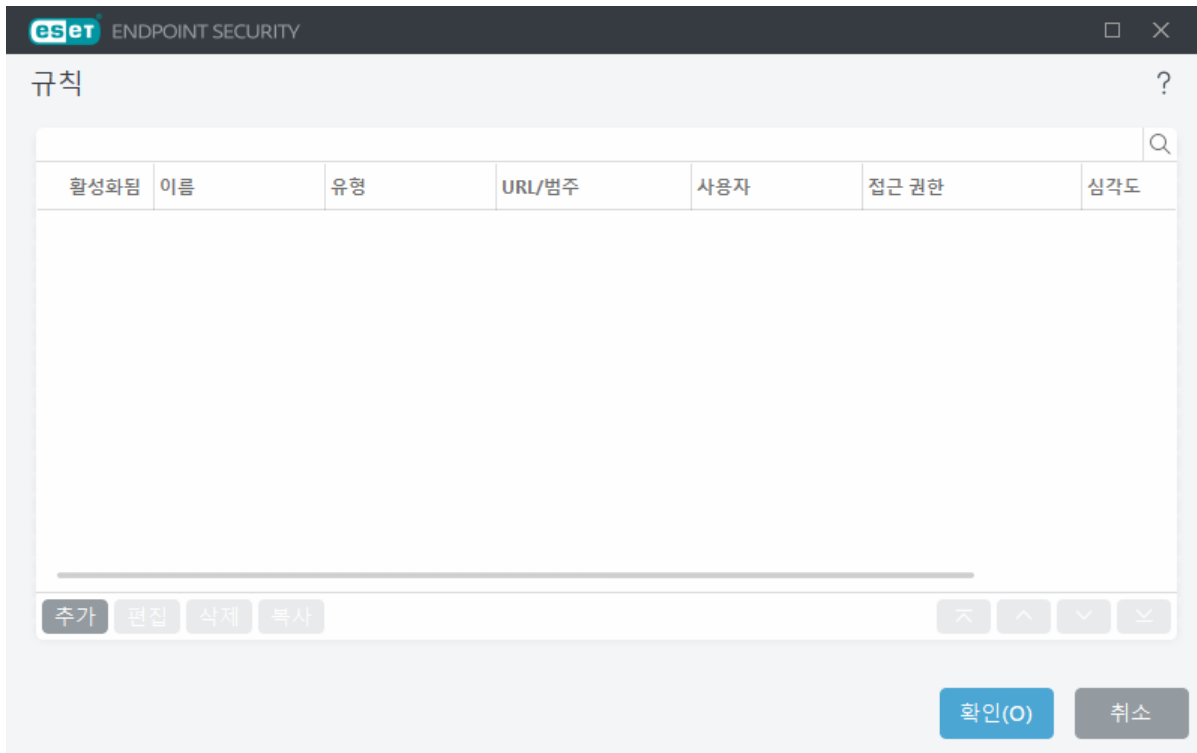 eset ENDPOINT SECURITY
규칙
?
활성화됨 이름 유형 URL/범주 사용자 접근 권한 심각도
추가 편집 삭제 복사
확인(O) 취소